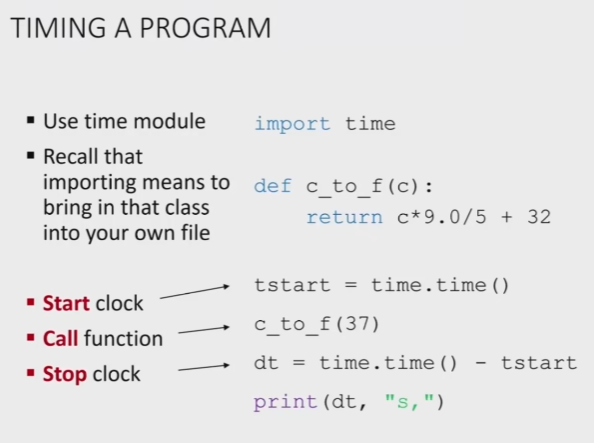 TIMING A PROGRAM
▪ Use time module
▪ Recall that
importing means to
bring in that class
into your own file
▪ Start clock
▪ Call function
▪ Stop clock
import time
def c_to_f(c):
    return c*9.0/5 + 32
tstart = time.time()
c_to_f(37)
dt = time.time() - tstart
print(dt, "s,")